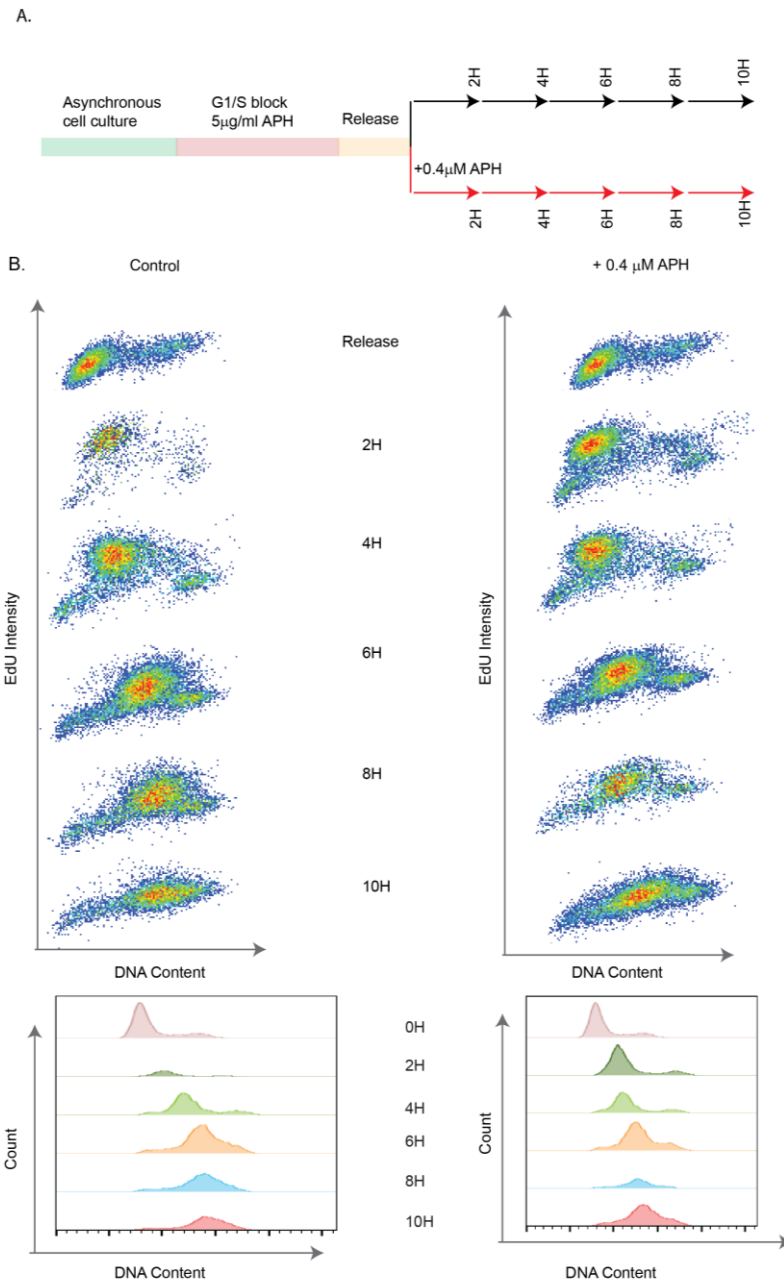 A.
Asynchronous
cell culture
G1/S block
5μg/ml APH
Release
2H
4H
6H
8H
10H
+0.4μM APH
2H
4H
6H
8H
10H
B.
Control
+ 0.4 μM APH
Release
2H
4H
6H
8H
10H
EdU Intensity
EdU Intensity
DNA Content
DNA Content
0H
2H
4H
6H
8H
10H
Count
Count
DNA Content
DNA Content